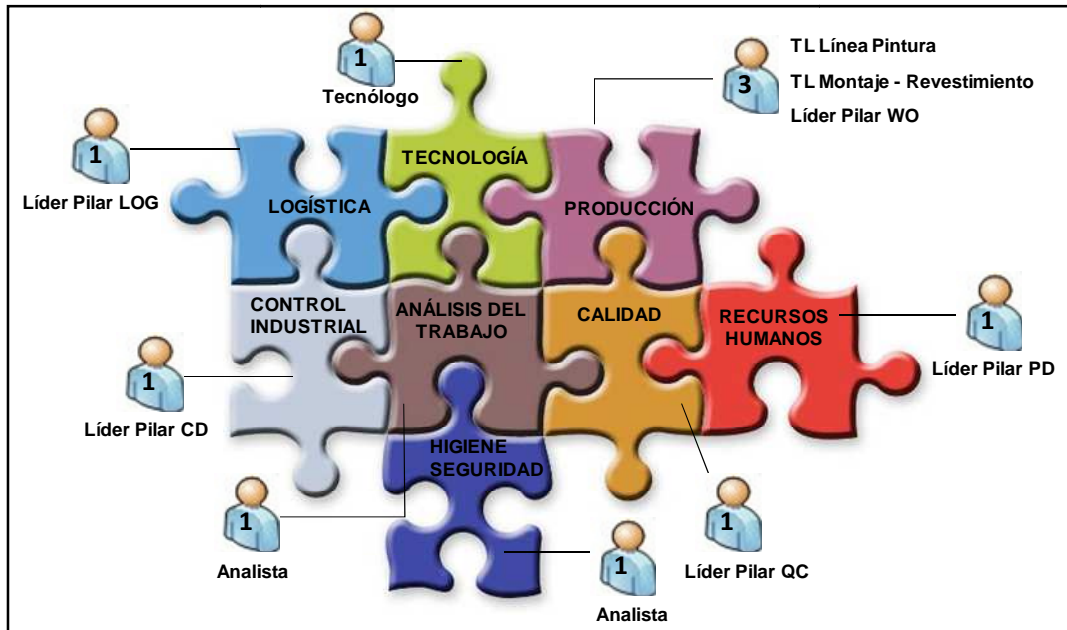 1
Tecnólogo
3
TL Línea Pintura
TL Montaje - Revestimiento
Líder Pilar WO
1
Líder Pilar LOG
TECNOLOGÍA
LOGÍSTICA
PRODUCCIÓN
CONTROL
INDUSTRIAL
ANÁLISIS DEL
TRABAJO
CALIDAD
RECURSOS
HUMANOS
1
Líder Pilar PD
1
Líder Pilar CD
HIGIENE
SEGURIDAD
1
Analista
1
Analista
1
Líder Pilar QC